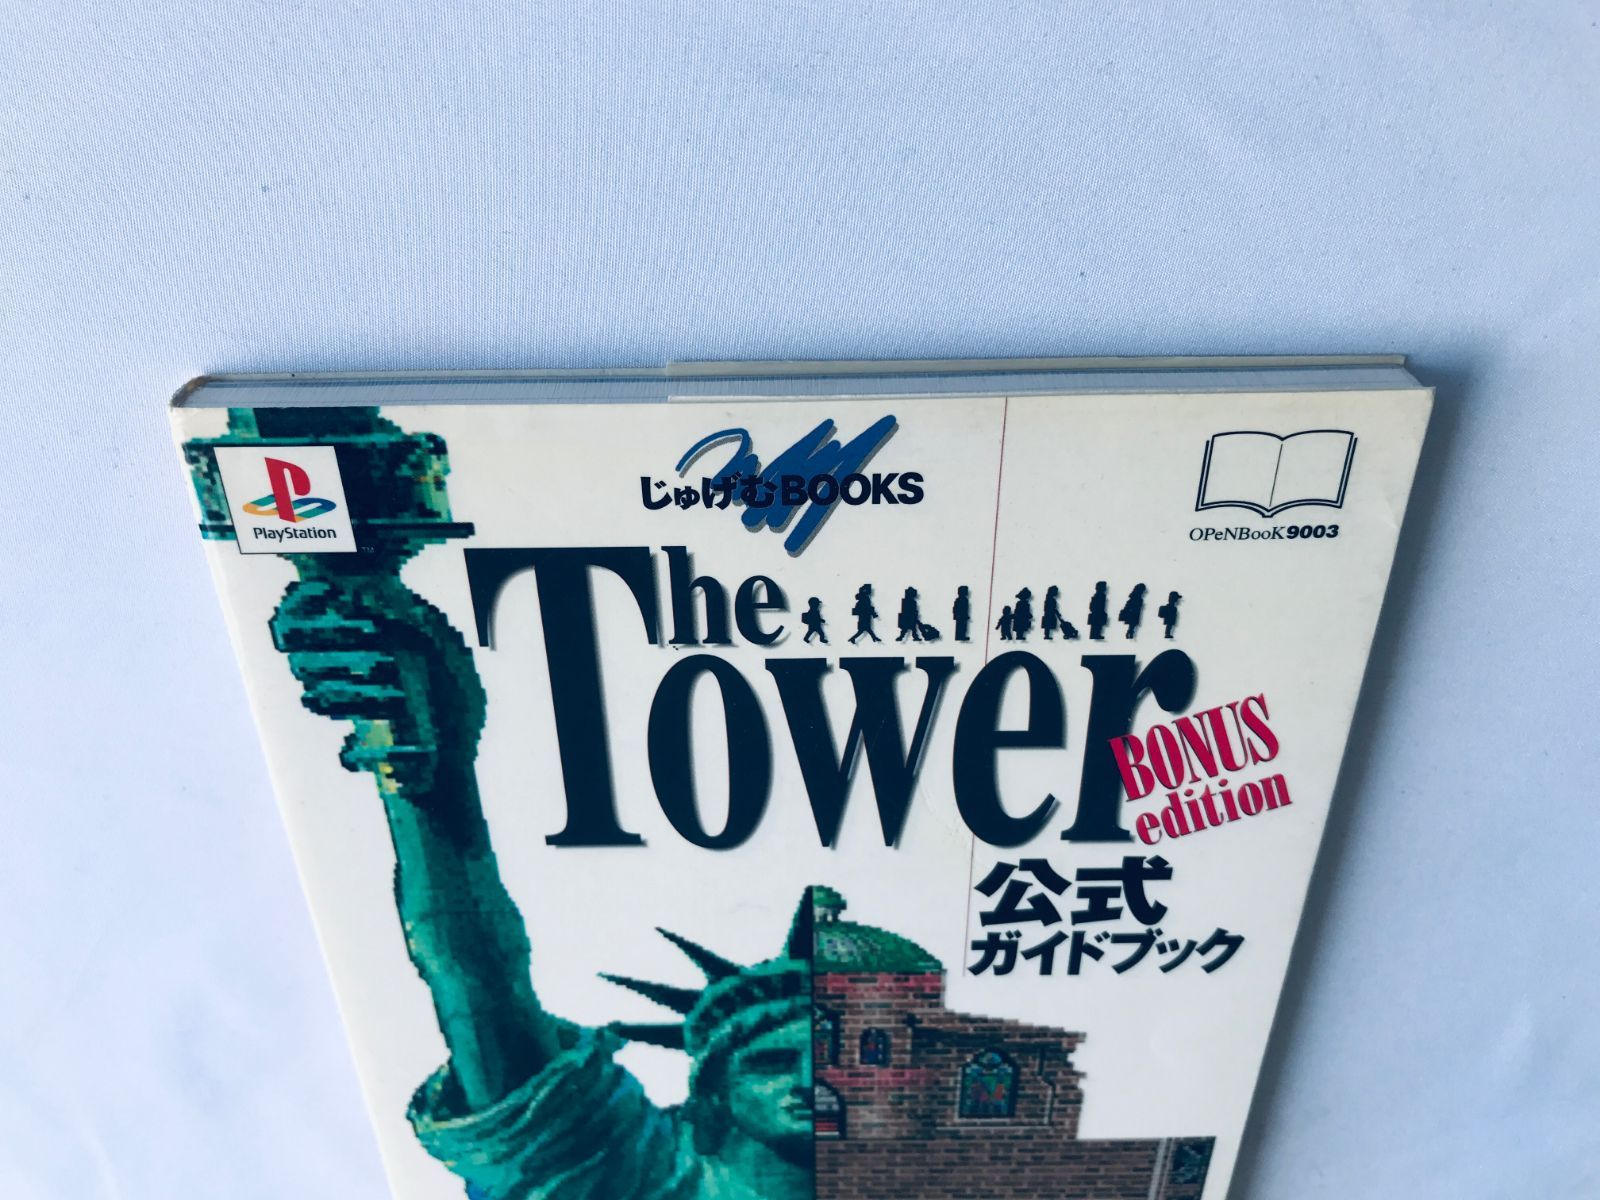 PlayStation
TM
じゅげむBOOKS
OPeNBooK9003
The
Tower
BONUS
edition
公式
ガイドブック